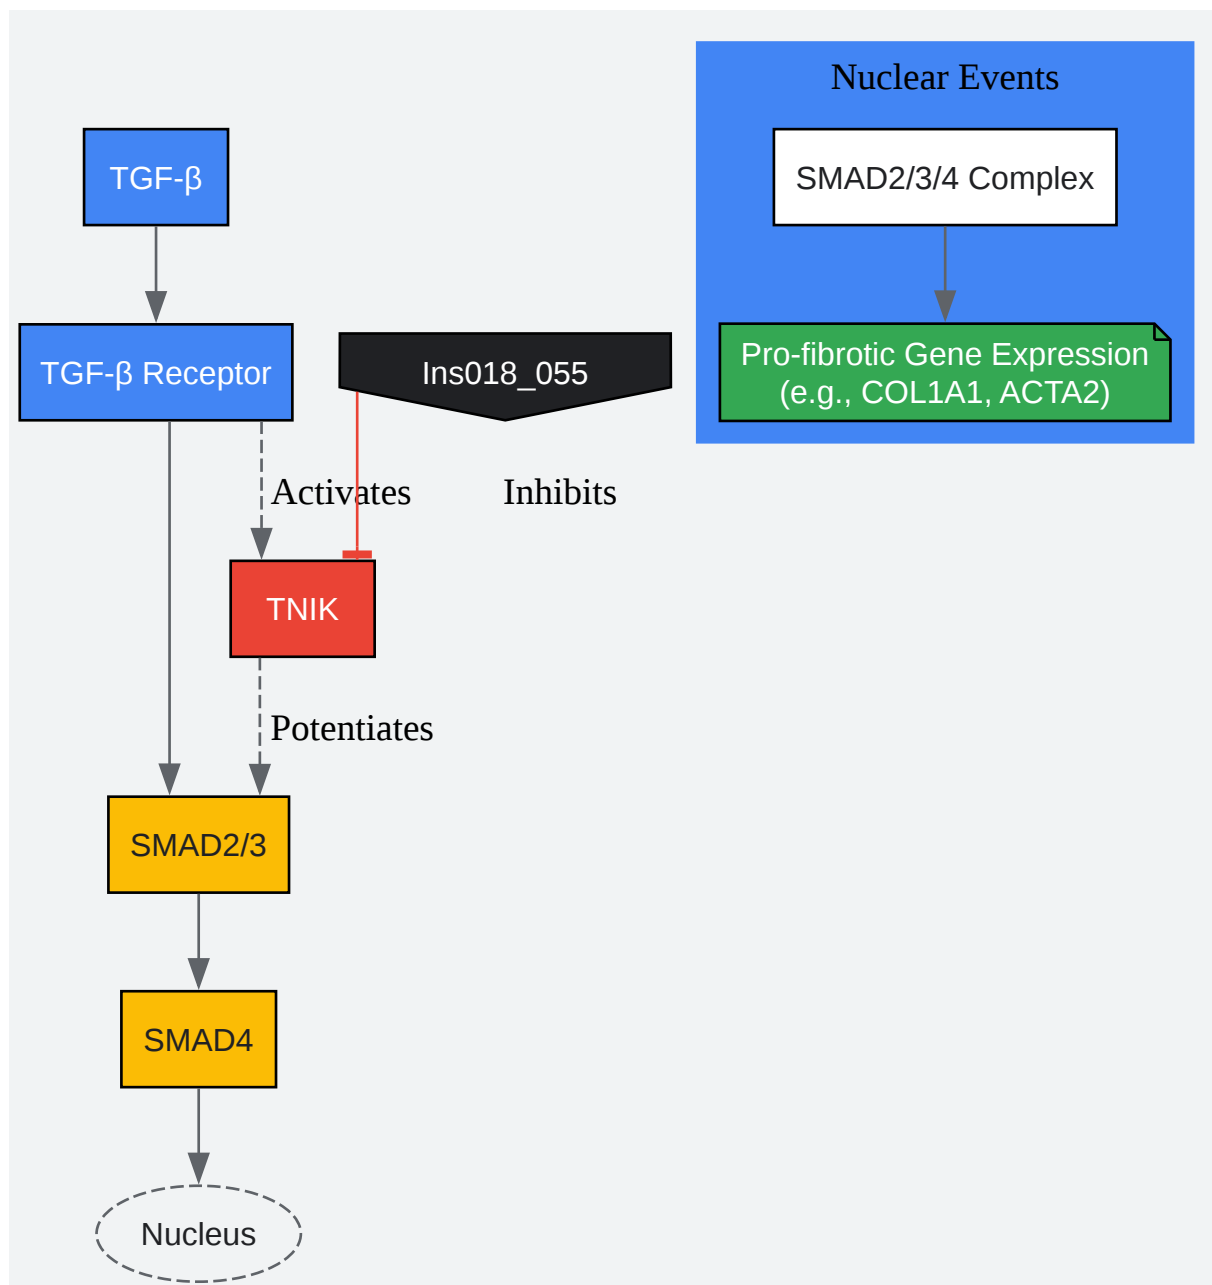 Nuclear Events
TGF-β
SMAD2/3/4 Complex
TGF-β Receptor
Ins018_055
Pro-fibrotic Gene Expression
(e.g., COL1A1, ACTA2)
Activates
Inhibits
TNIK
Potentiates
SMAD2/3
SMAD4
Nucleus